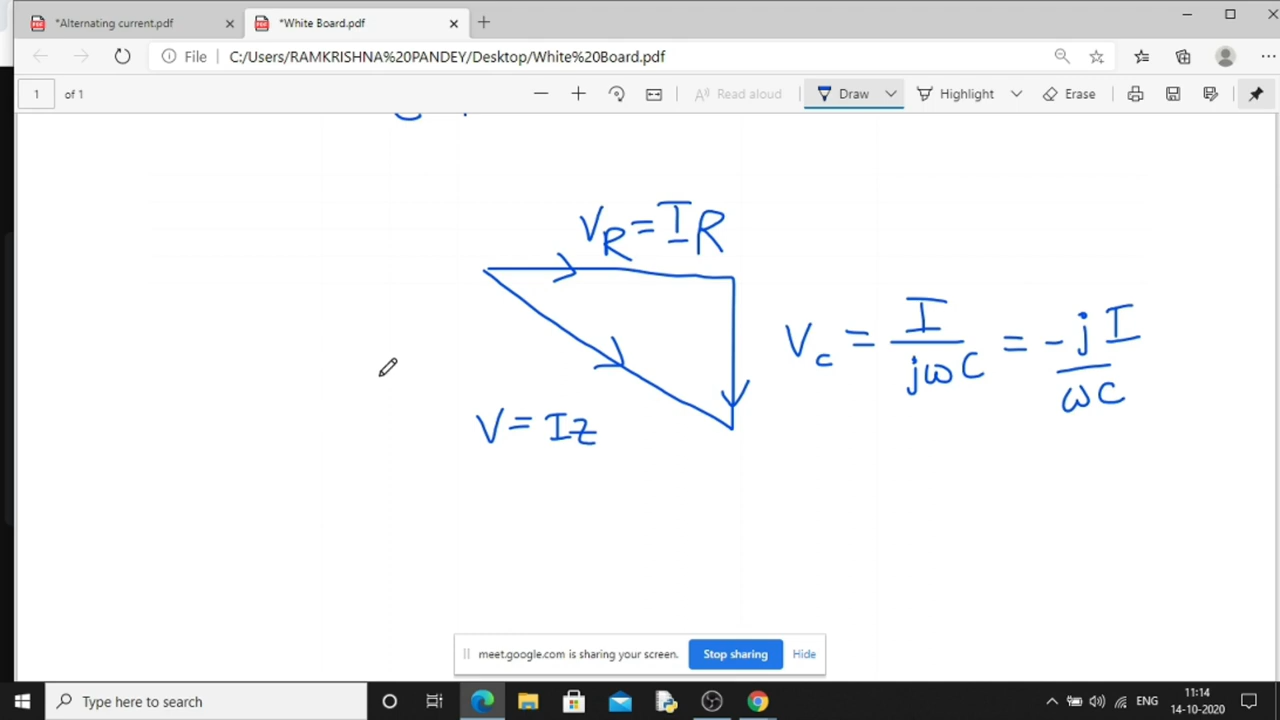 *Alternating current.pdf
*White Board.pdf
File C:/Users/RAMKRISHNA%20PANDEY/Desktop/White%20Board.pdf
1 of 1 Read aloud Draw Highlight Erase
V_R = IR
V_c = I/jωC = -jI/ωC
V = Iz
meet.google.com is sharing your screen. Stop sharing Hide
Type here to search
ENG
11:14
14-10-2020